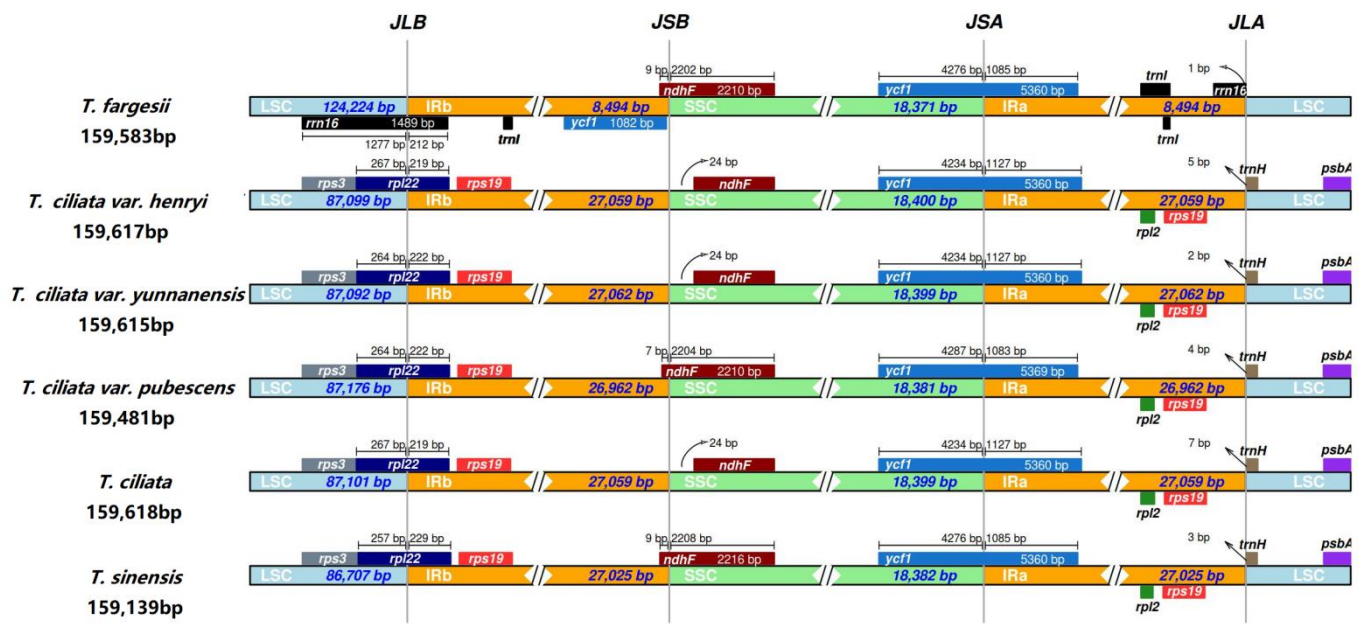 JLB JSB JSA JLA
9 bp 2202 bp 4276 bp 1085 bp trnI 1 bp
ndhF 2210 bp ycf1 5360 bp rrn16
T. fargesii LSC 124,224 bp IRb 8,494 bp SSC 18,371 bp IRa 8,494 bp LSC
159,583bp rrn16 1489 bp trnI ycf1 1082 bp trnI
1277 bp 212 bp
267 bp 219 bp 24 bp 4234 bp 1127 bp 5 bp trnH psbA
rps3 rpl22 rps19 ndhF ycf1 5360 bp
T. ciliata var. henryi LSC 87,099 bp IRb 27,059 bp SSC 18,400 bp IRa 27,059 bp LSC
159,617bp rpl2 rps19
264 bp 222 bp 24 bp 4234 bp 1127 bp 2 bp trnH psbA
rps3 rpl22 rps19 ndhF ycf1 5360 bp
T. ciliata var. yunnanensis LSC 87,092 bp IRb 27,062 bp SSC 18,399 bp IRa 27,062 bp LSC
159,615bp rpl2 rps19
264 bp 222 bp 7 bp 2204 bp 4287 bp 1083 bp 4 bp trnH psbA
rps3 rpl22 rps19 ndhF 2210 bp ycf1 5369 bp
T. ciliata var. pubescens LSC 87,176 bp IRb 26,962 bp SSC 18,381 bp IRa 26,962 bp LSC
159,481bp rpl2 rps19
267 bp 219 bp 24 bp 4234 bp 1127 bp 7 bp trnH psbA
rps3 rpl22 rps19 ndhF ycf1 5360 bp
T. ciliata LSC 87,101 bp IRb 27,059 bp SSC 18,399 bp IRa 27,059 bp LSC
159,618bp rpl2 rps19
257 bp 229 bp 9 bp 2208 bp 4276 bp 1085 bp 3 bp trnH psbA
rps3 rpl22 rps19 ndhF 2216 bp ycf1 5360 bp
T. sinensis LSC 86,707 bp IRb 27,025 bp SSC 18,382 bp IRa 27,025 bp LSC
159,139bp rpl2 rps19